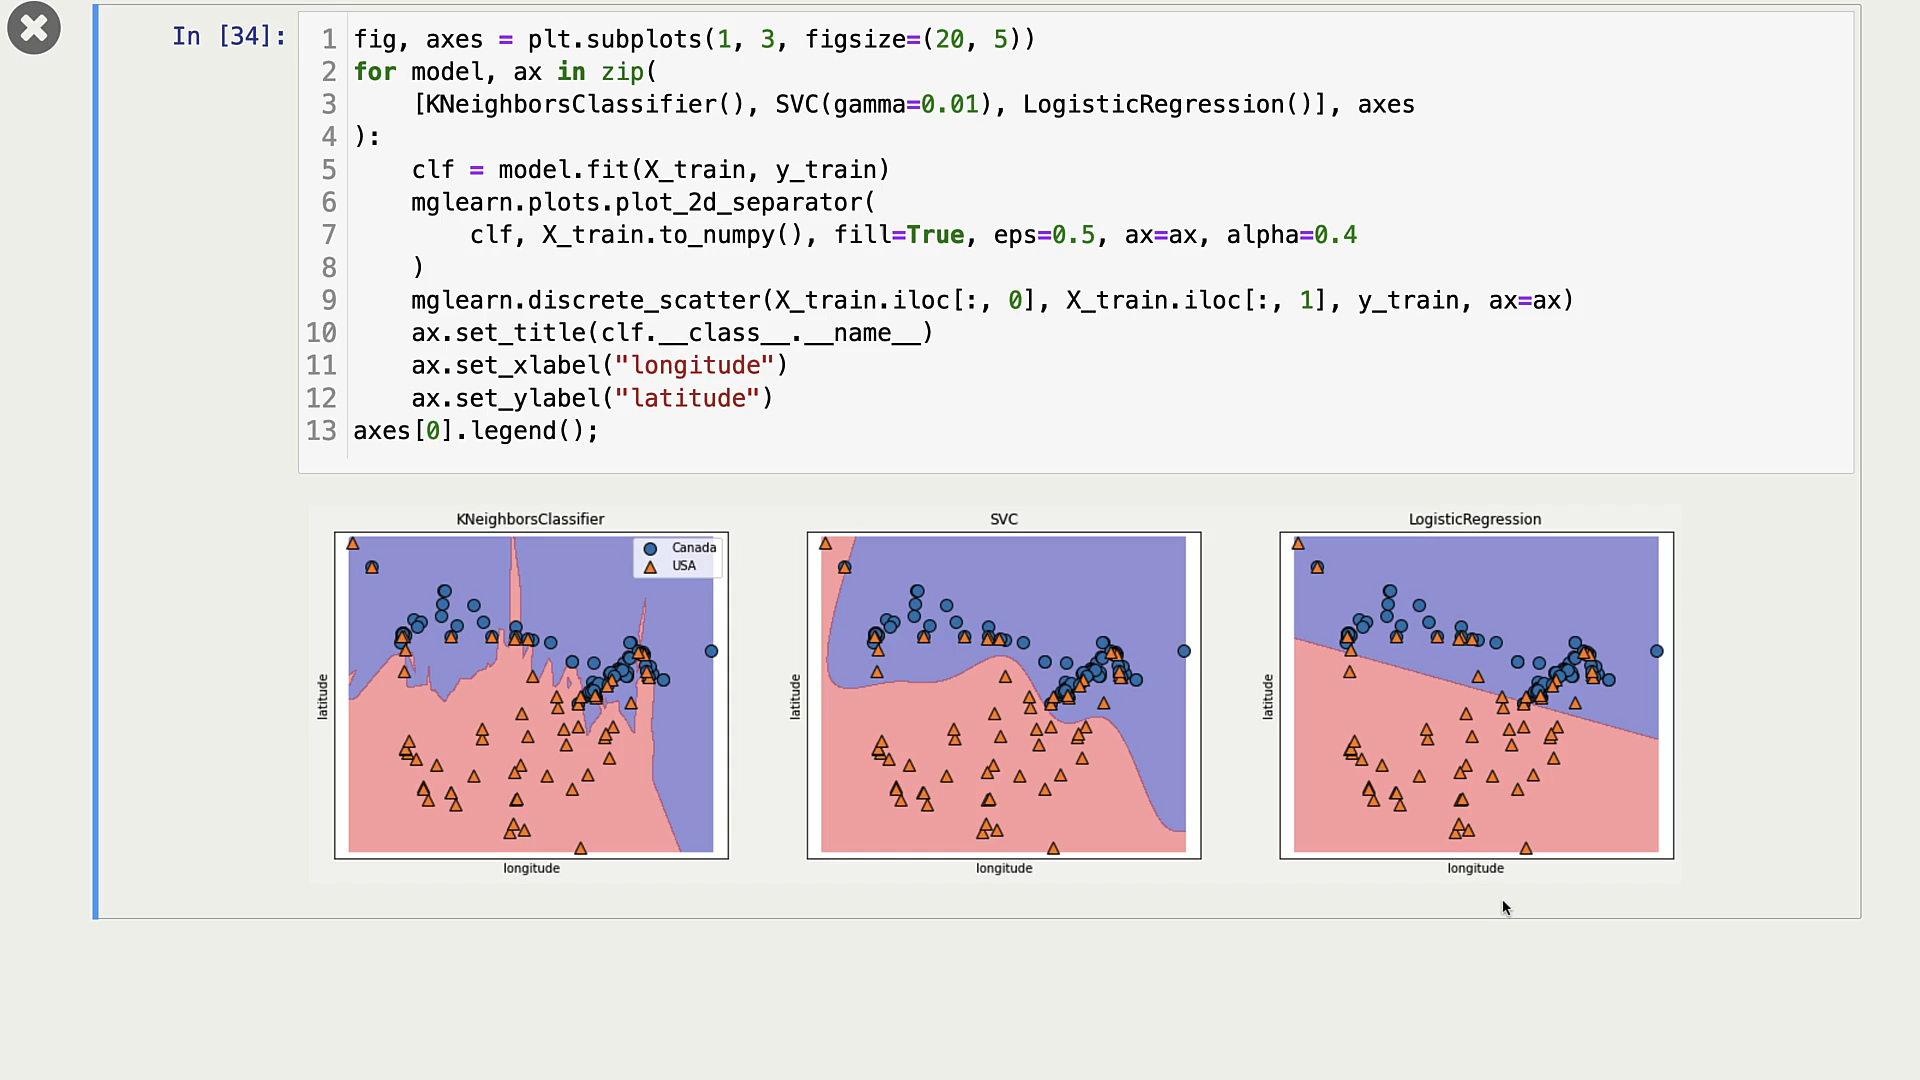 In [34]:
1 fig, axes = plt.subplots(1, 3, figsize=(20, 5))
2 for model, ax in zip(
3     [KNeighborsClassifier(), SVC(gamma=0.01), LogisticRegression()], axes
4 ):
5     clf = model.fit(X_train, y_train)
6     mglearn.plots.plot_2d_separator(
7         clf, X_train.to_numpy(), fill=True, eps=0.5, ax=ax, alpha=0.4
8     )
9     mglearn.discrete_scatter(X_train.iloc[:, 0], X_train.iloc[:, 1], y_train, ax=ax)
10     ax.set_title(clf.__class__.__name__)
11     ax.set_xlabel("longitude")
12     ax.set_ylabel("latitude")
13 axes[0].legend();
KNeighborsClassifier
Canada
USA
latitude
longitude
SVC
latitude
longitude
LogisticRegression
latitude
longitude